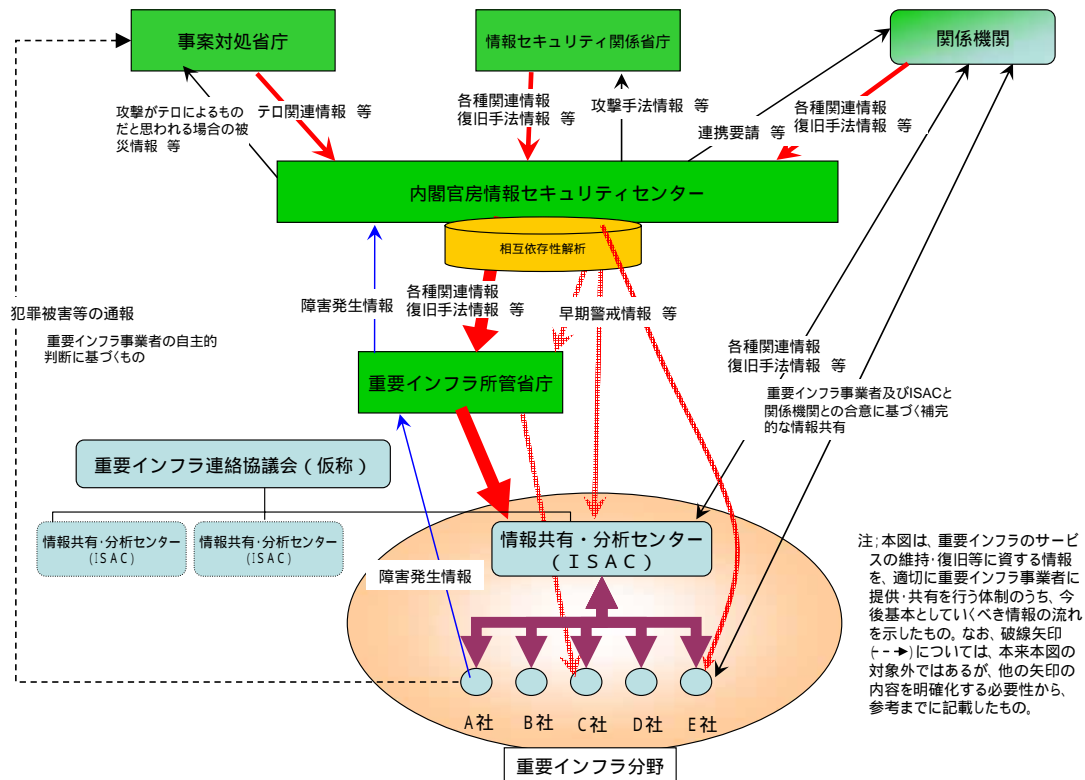 事案対処省庁
情報セキュリティ関係省庁
関係機関
攻撃がテロによるもの
だと思われる場合の被
災情報 等
テロ関連情報 等
各種関連情報
復旧手法情報 等
攻撃手法情報 等
連携要請 等
各種関連情報
復旧手法情報 等
内閣官房情報セキュリティセンター
相互依存性解析
犯罪被害等の通報
重要インフラ事業者の自主的
判断に基づくもの
障害発生情報
各種関連情報
復旧手法情報 等
早期警戒情報 等
各種関連情報
復旧手法情報 等
重要インフラ事業者及びISACと
関係機関との合意に基づく補完
的な情報共有
重要インフラ所管省庁
重要インフラ連絡協議会(仮称)
情報共有・分析センター
(ISAC)
情報共有・分析センター
(ISAC)
情報共有・分析センター
(ISAC)
障害発生情報
注;本図は、重要インフラのサービ
スの維持・復旧等に資する情報
を、適切に重要インフラ事業者に
提供・共有を行う体制のうち、今
後基本としていくべき情報の流れ
を示したもの。なお、破線矢印
(--➔)については、本来本図の
対象外ではあるが、他の矢印の
内容を明確化する必要性から、
参考までに記載したもの。
A社
B社
C社
D社
E社
重要インフラ分野